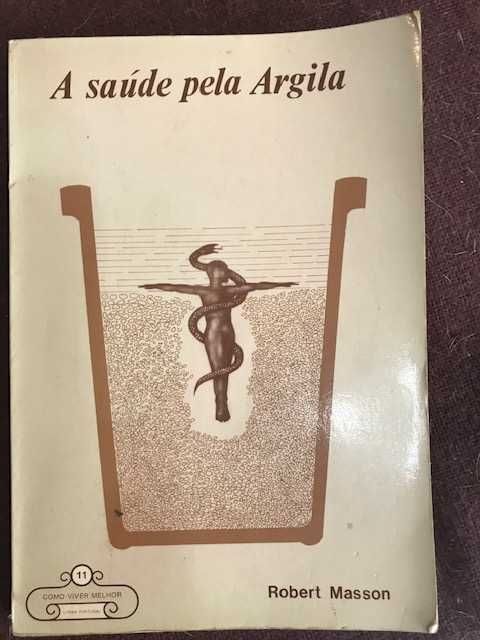 A saúde pela Argila
11
COMO VIVER MELHOR
Robert Masson